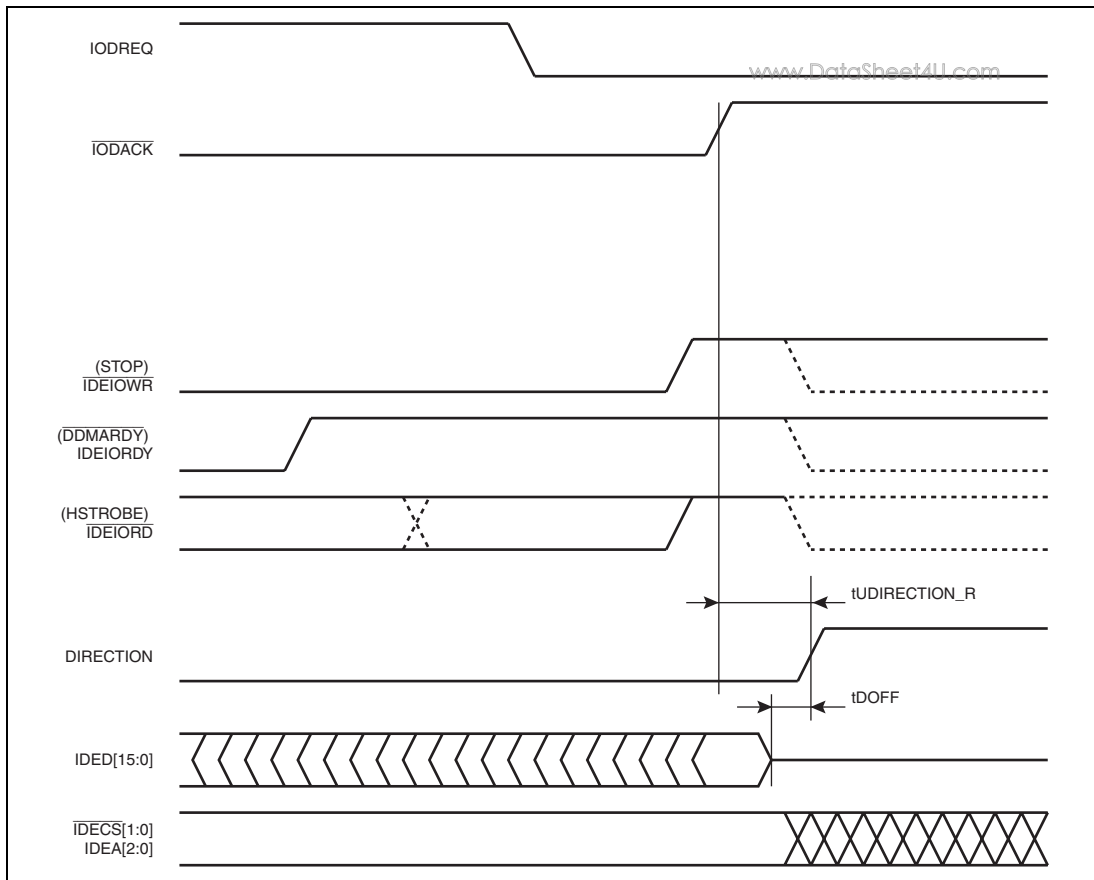 IODREQ
www.DataSheet4U.com
IODACK
(STOP)
IDEIOWR
(DDMARDY)
IDEIORDY
(HSTROBE)
IDEIORD
tUDIRECTION_R
DIRECTION
tDOFF
IDED[15:0]
IDECS[1:0]
IDEA[2:0]